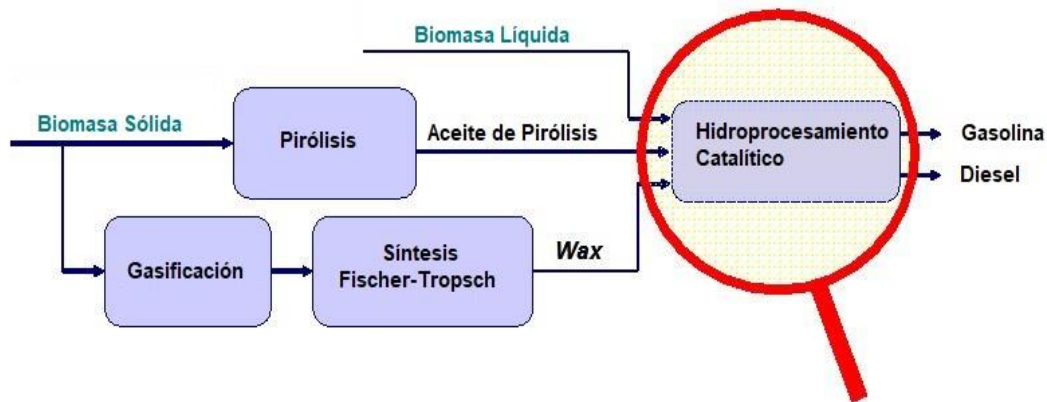 Biomasa Líquida
Biomasa Sólida
Pirólisis
Aceite de Pirólisis
Hidroprocesamiento
Catalítico
Gasolina
Diesel
Gasificación
Síntesis
Fischer-Tropsch
Wax